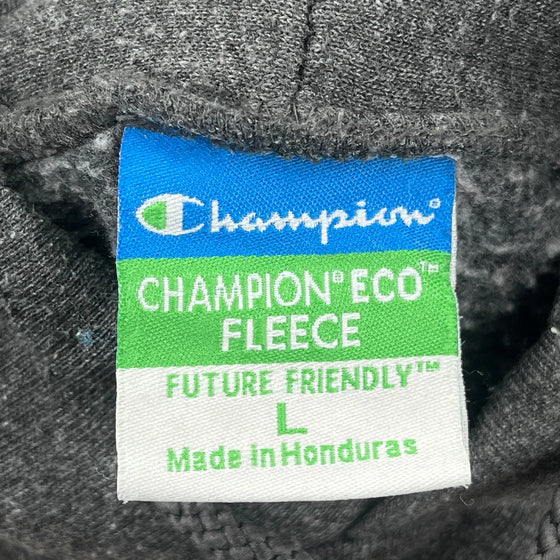 Champion®
CHAMPION® ECO™
FLEECE
FUTURE FRIENDLY™
L
Made in Honduras